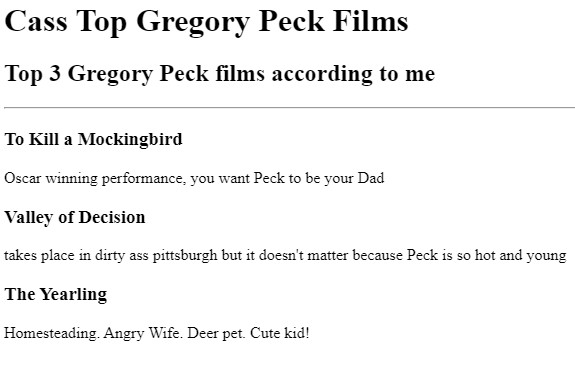 Cass Top Gregory Peck Films
Top 3 Gregory Peck films according to me
To Kill a Mockingbird
Oscar winning performance, you want Peck to be your Dad
Valley of Decision
takes place in dirty ass pittsburgh but it doesn't matter because Peck is so hot and young
The Yearling
Homesteading. Angry Wife. Deer pet. Cute kid!